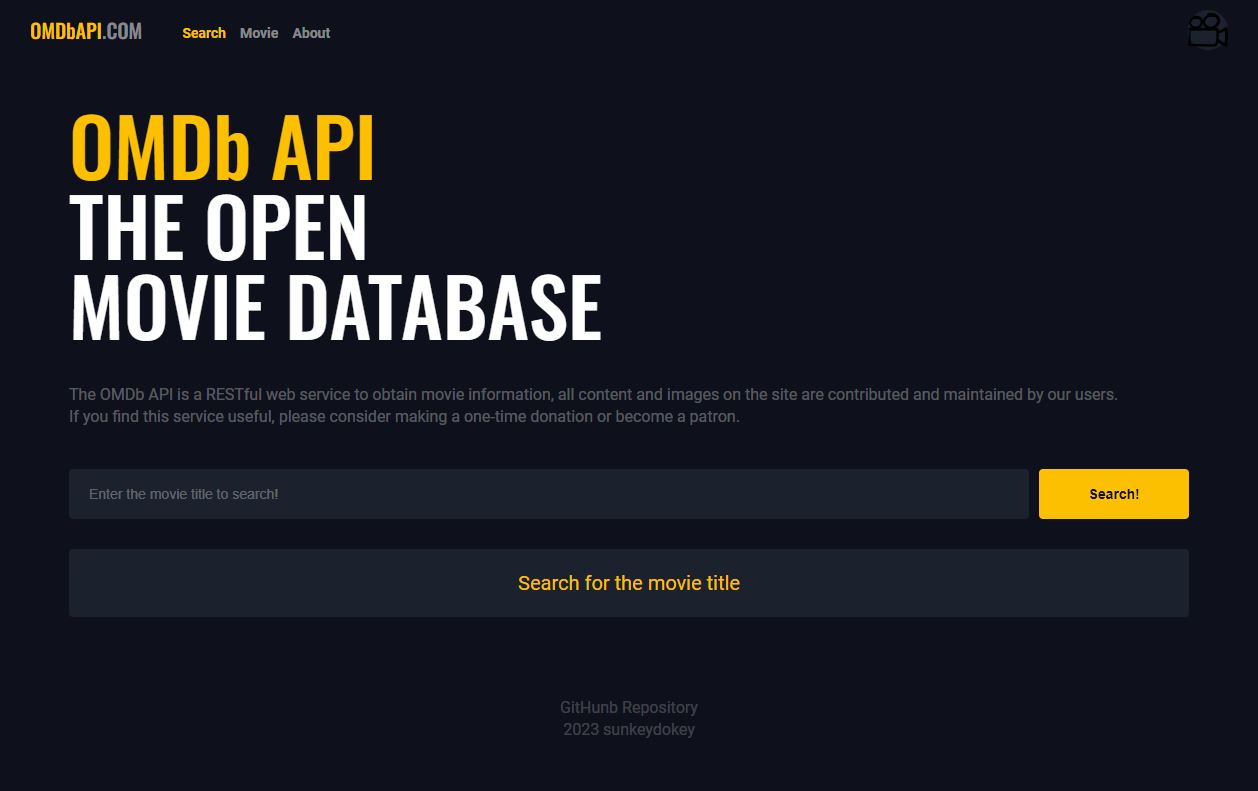 OMDbAPI.COM
Search Movie About
OMDb API
THE OPEN
MOVIE DATABASE
The OMDb API is a RESTful web service to obtain movie information, all content and images on the site are contributed and maintained by our users.
If you find this service useful, please consider making a one-time donation or become a patron.
Enter the movie title to search!
Search!
Search for the movie title
GitHunb Repository
2023 sunkeydokey